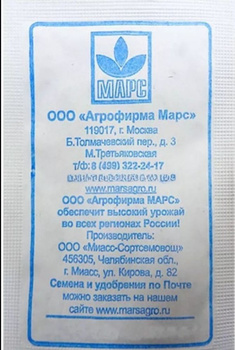 МАРС
ООО «Агрофирма Марс»
119017, г. Москва
Б.Толмачевский пер., д. 3
М.Третьяковская
т/ф: 8 (499) 322-24-17
www.marsagro.ru
ООО «Агрофирма МАРС»
обеспечит высокий урожай
во всех регионах России!
Производитель:
ООО «Миасс-Сортсемовощ»
456305, Челябинская обл.,
г. Миасс, ул. Кирова, д. 82
Семена и удобрения по Почте
можно заказать на нашем
сайте www.marsagro.ru